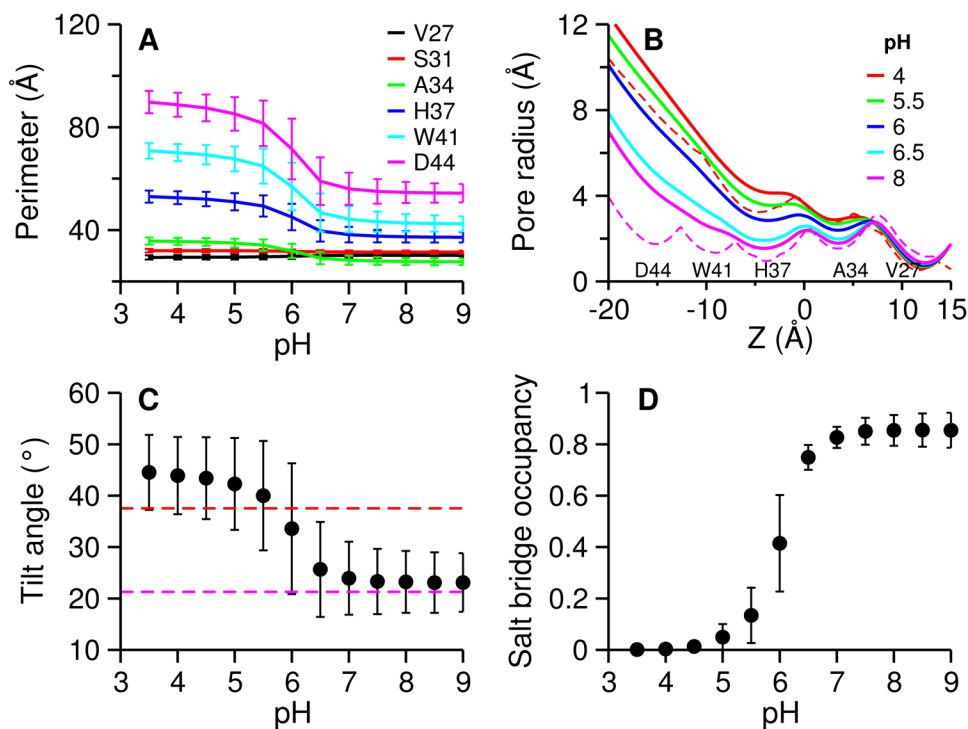 A
Perimeter (Å)
120
80
40
V27
S31
A34
H37
W41
D44
3 4 5 6 7 8 9
pH
B
Pore radius (Å)
12
8
4
0
pH
4
5.5
6
6.5
8
D44 W41 H37 A34 V27
-20 -10 0 10 15
Z (Å)
C
Tilt angle (°)
60
50
40
30
20
10
3 4 5 6 7 8 9
pH
D
Salt bridge occupancy
1
0.8
0.6
0.4
0.2
0
3 4 5 6 7 8 9
pH